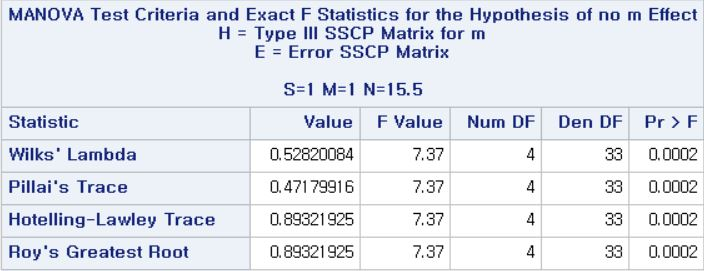 MANOVA Test Criteria and Exact F Statistics for the Hypothesis of no m Effect
H = Type III SSCP Matrix for m
E = Error SSCP Matrix
S=1 M=1 N=15.5
Statistic Value F Value Num DF Den DF Pr > F
Wilks' Lambda 0.52820084 7.37 4 33 0.0002
Pillai's Trace 0.47179916 7.37 4 33 0.0002
Hotelling-Lawley Trace 0.89321925 7.37 4 33 0.0002
Roy's Greatest Root 0.89321925 7.37 4 33 0.0002